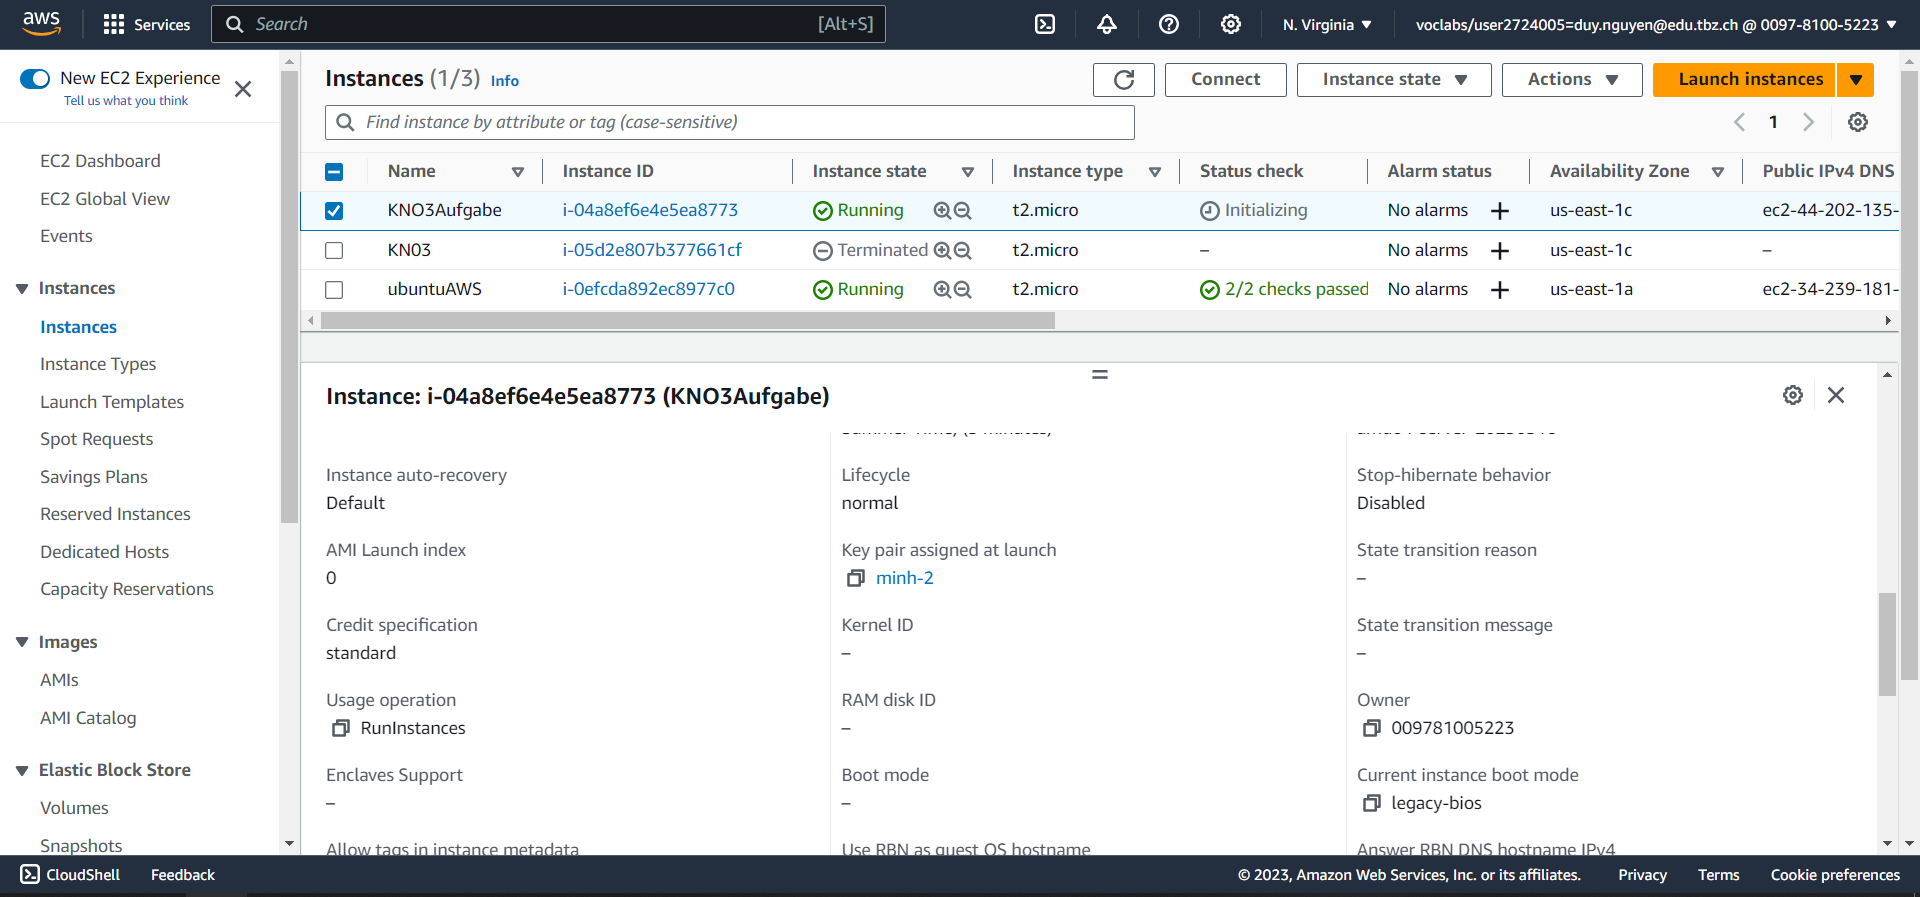 aws Services Search [Alt+S] N. Virginia voclabs/user2724005=duy.nguyen@edu.tbz.ch @ 0097-8100-5223
New EC2 Experience
Tell us what you think
EC2 Dashboard
EC2 Global View
Events
Instances
Instances
Instance Types
Launch Templates
Spot Requests
Savings Plans
Reserved Instances
Dedicated Hosts
Capacity Reservations
Images
AMIs
AMI Catalog
Elastic Block Store
Volumes
Snapshots
Instances (1/3) Info Connect Instance state Actions Launch instances
Find instance by attribute or tag (case-sensitive) 1
Name Instance ID Instance state Instance type Status check Alarm status Availability Zone Public IPv4 DNS
KNO3Aufgabe i-04a8ef6e4e5ea8773 Running t2.micro Initializing No alarms us-east-1c ec2-44-202-135-
KN03 i-05d2e807b377661cf Terminated t2.micro – No alarms us-east-1c –
ubuntuAWS i-0efcda892ec8977c0 Running t2.micro 2/2 checks passed No alarms us-east-1a ec2-34-239-181-
Instance: i-04a8ef6e4e5ea8773 (KNO3Aufgabe)
Instance auto-recovery Lifecycle Stop-hibernate behavior
Default normal Disabled
AMI Launch index Key pair assigned at launch State transition reason
0 minh-2 –
Credit specification Kernel ID State transition message
standard – –
Usage operation RAM disk ID Owner
RunInstances – 009781005223
Enclaves Support Boot mode Current instance boot mode
– – legacy-bios
Allow tags in instance metadata Use RBN as guest OS hostname Answer RBN DNS hostname IPv4
CloudShell Feedback © 2023, Amazon Web Services, Inc. or its affiliates. Privacy Terms Cookie preferences